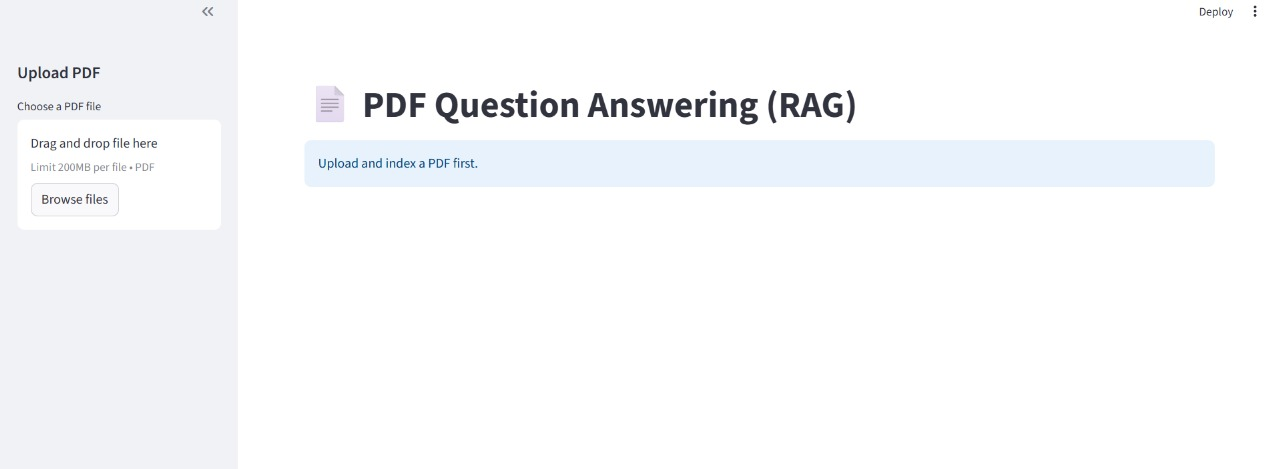 Deploy
Upload PDF
Choose a PDF file
Drag and drop file here
Limit 200MB per file • PDF
Browse files
PDF Question Answering (RAG)
Upload and index a PDF first.